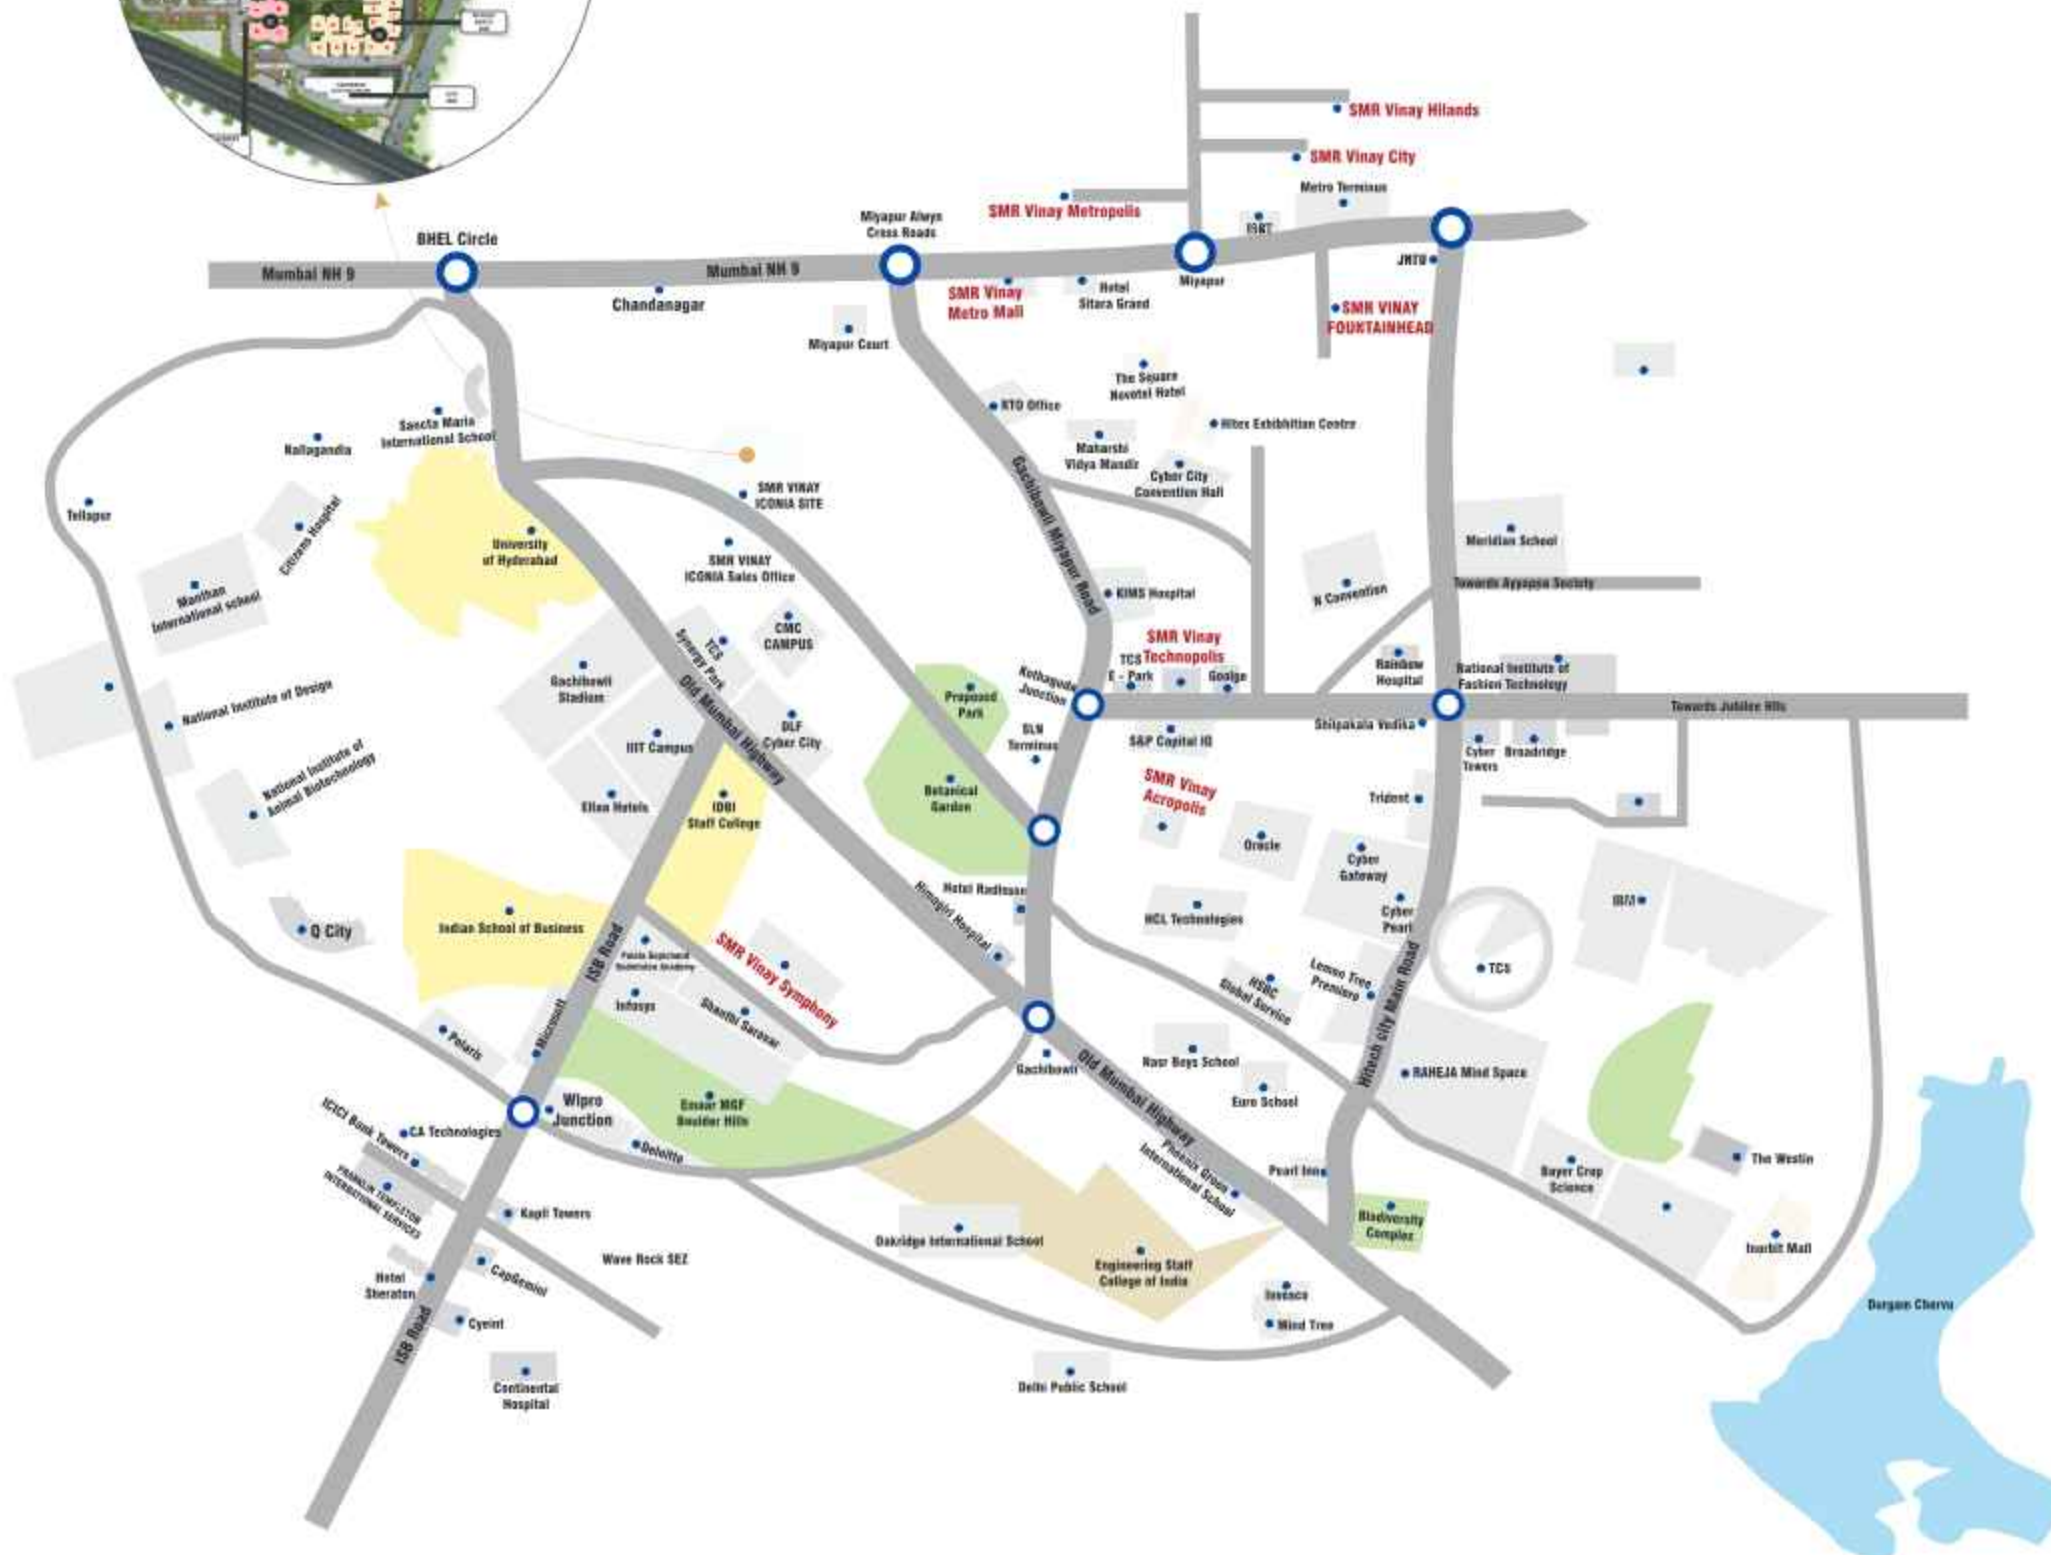 SMR Vinay Hilands
SMR Vinay City
Metro Terminus
SMR Vinay Metropolis
Miyapur Alwyn
Cross Roads
ISBT
BHEL Circle
Mumbai NH 9
Mumbai NH 9
JNTU
Miyapur
Chandanagar
SMR Vinay
Metro Mall
Hotel
Sitara Grand
SMR VINAY
FOUNTAINHEAD
Miyapur Court
The Square
Novotel Hotel
RTO Office
Sancta Maria
International School
Nallagandla
Hitex Exibhition Centre
Maharshi
Vidya Mandir
Cyber City
Convention Hall
Gachibowli Miyapur Road
SMR VINAY
ICONIA SITE
Tellapur
Citizens Hospital
University
of Hyderabad
SMR VINAY
ICONIA Sales Office
Meridian School
Towards Ayyappa Society
N Convention
KIMS Hospital
Manthan
International school
CMC
CAMPUS
TCS
Synergy Park
SMR Vinay
Technopolis
TCS
E - Park
Goolge
Rainbow
Hospital
National Institute of
Fashion Technology
Kothaguda
Junction
Gachibowli
Stadium
Old Mumbai Highway
Proposed
Park
National Institute of Design
Towards Jubilee Hlls
Shilpakala Vedika
SLN
Terminus
S&P Capital IQ
DLF
Cyber City
IIIT Campus
Cyber
Towers
Broadridge
National Institute of
Animal Biotechnology
Ellaa Hotels
IDBI
Staff College
Botanical
Garden
SMR Vinay
Acropolis
Trident
Oracle
Cyber
Gateway
Hotel Radisson
Himagiri Hospital
HCL Technologies
Cyber
Pearl
IBM
Q City
Indian School of Business
ISB Road
SMR Vinay Symphony
Infosys
Shanthi Sarovar
HSBC
Global Service
Lemon Tree
Premiere
Hitech city Main Road
TCS
Polaris
Microsoft
Gachibowli
Old Mumbai Highway
Nasr Boys School
RAHEJA Mind Space
Euro School
Wipro
Junction
Emaar MGF
Boulder Hills
ICICI Bank Towers
CA Technologies
Deloitte
FRANKLIN TEMPLETON
INTERNATIONAL SERVICES
Phoenix Green
International School
Pearl Inn
Bayer Crop
Science
The Westin
Kapil Towers
Biodiversity
Complex
Oakridge International School
Wave Rock SEZ
Engineering Staff
College of India
Inorbit Mall
CapGemini
Hotel
Sheraton
Invesco
Mind Tree
Durgam Cheruv
Cyeint
ISB Road
Continental
Hospital
Delhi Public School